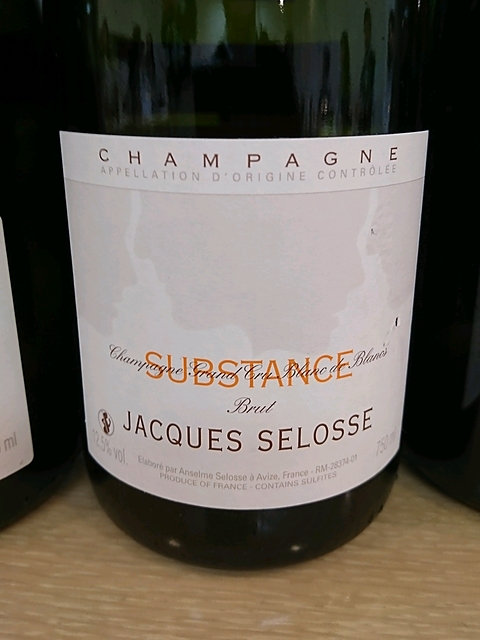 CHAMPAGNE
APPELLATION D'ORIGINE CONTRÔLÉE
Champagne Grand Cru Blanc de Blancs
SUBSTANCE
Brut
JACQUES SELOSSE
12,5% vol.
750 ml
Elaboré par Anselme Selosse à Avize, France - RM-28374-01
PRODUCE OF FRANCE - CONTAINS SULFITES
ml